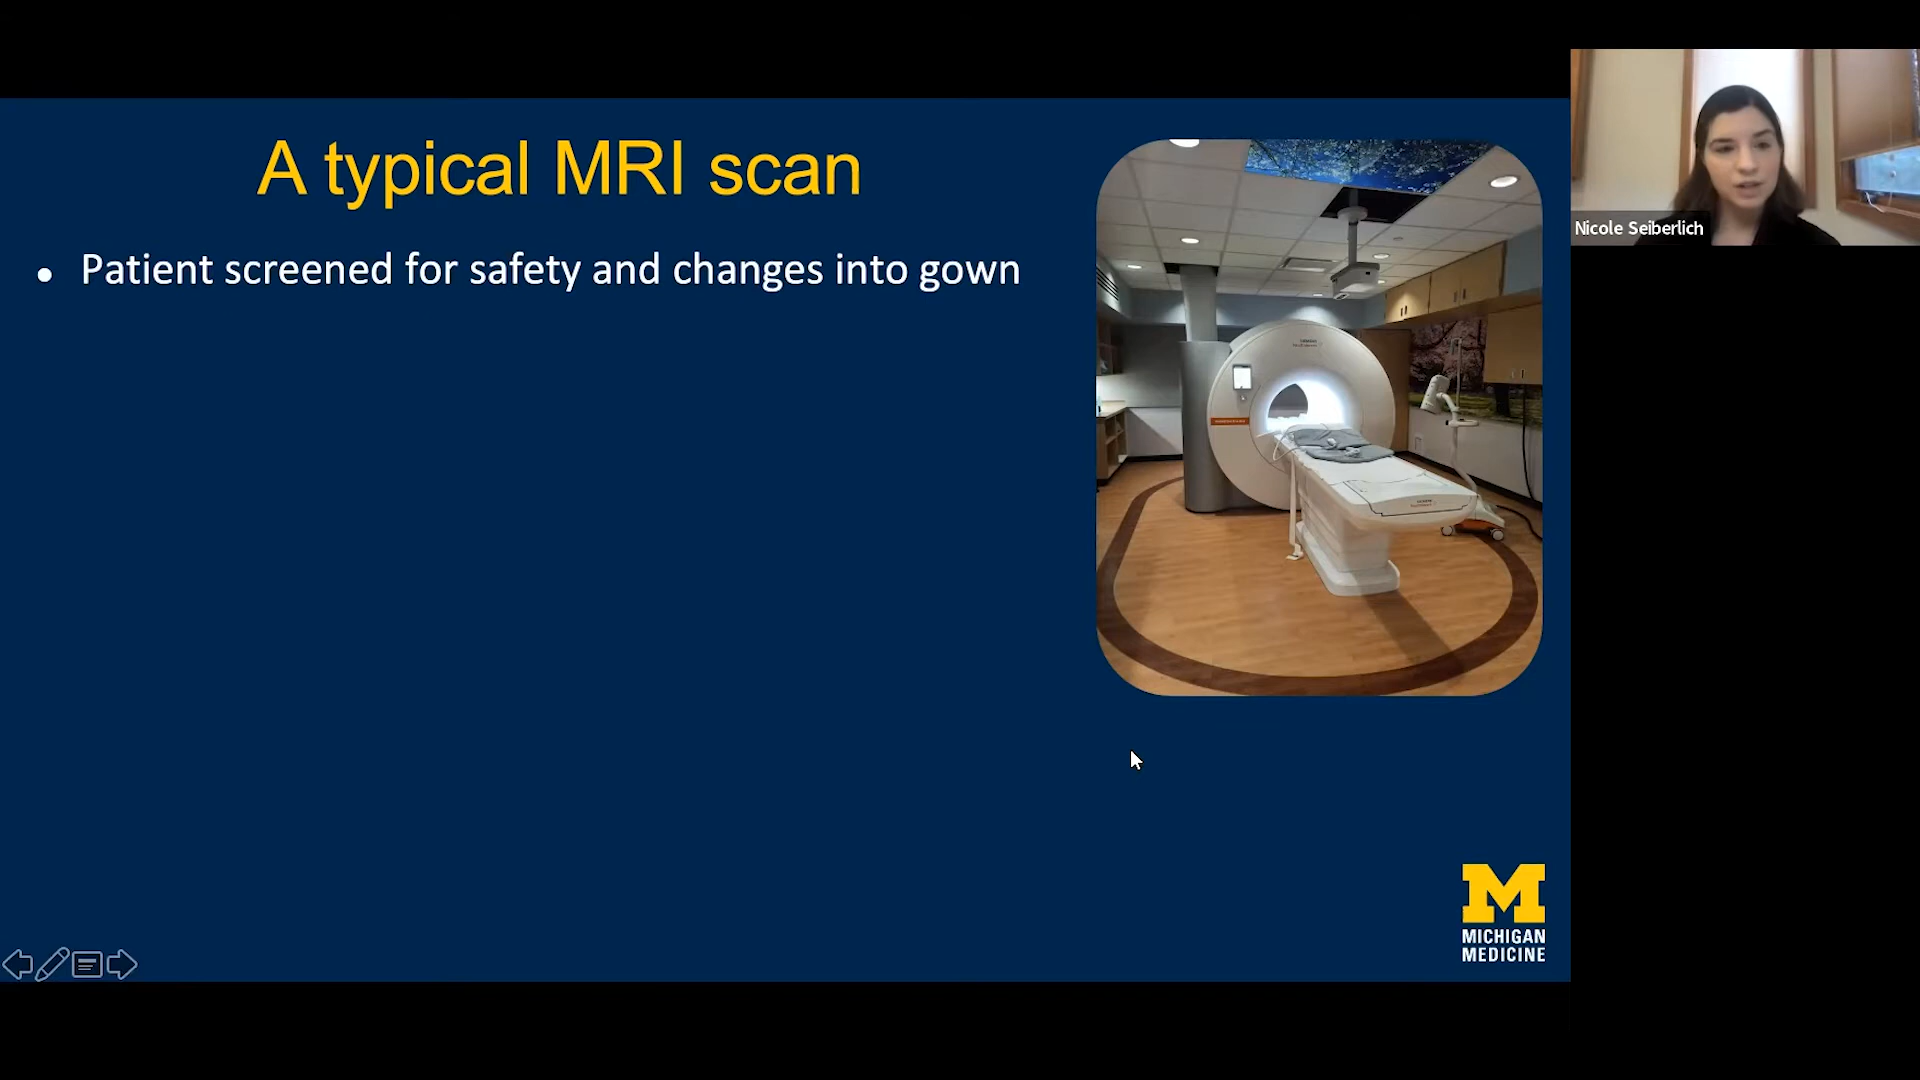 A typical MRI scan
• Patient screened for safety and changes into gown
Nicole Seiberlich
M
MICHIGAN
MEDICINE